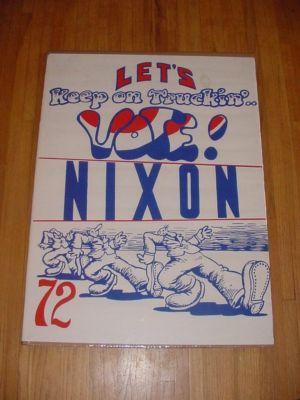 LET'S
Keep on Truckin'..
VOTE!
NIXON
72